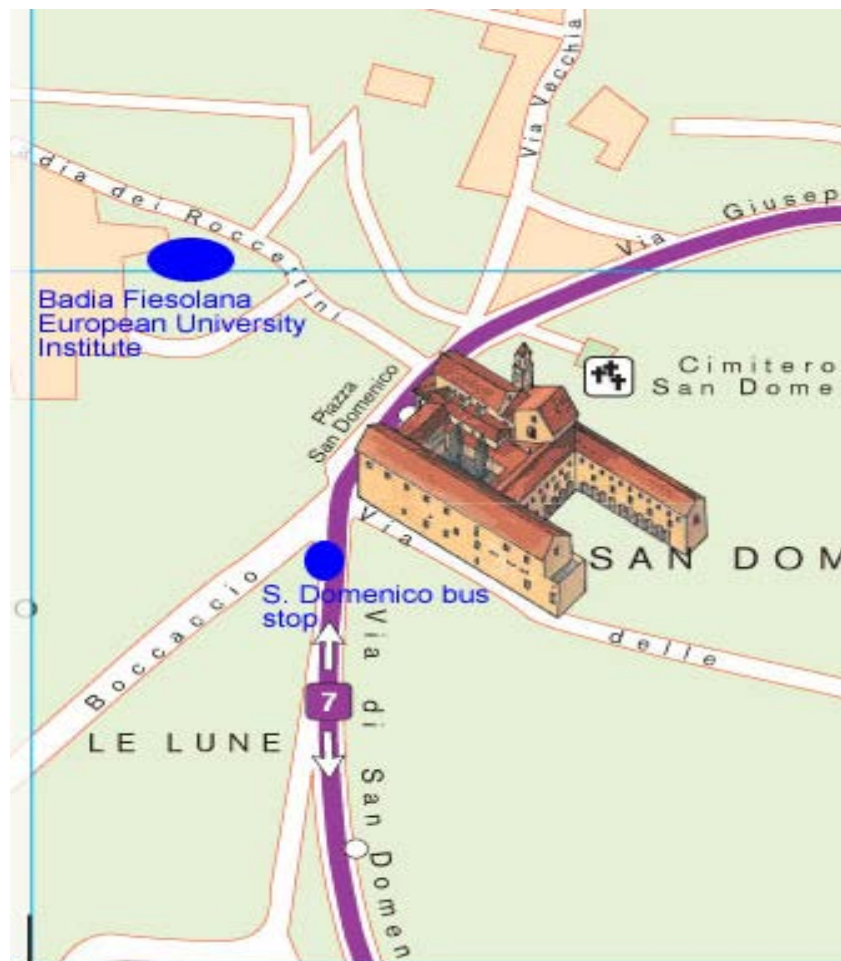 Via Vecchia
dia dei Roccettini
Via Giusep
Badia Fiesolana
European University
Institute
Piazza
San Domenico
Cimitero
San Dome
Via delle
SAN DOM
S. Domenico bus
stop
Boccaccio
7
LE LUNE
Via di San Domen